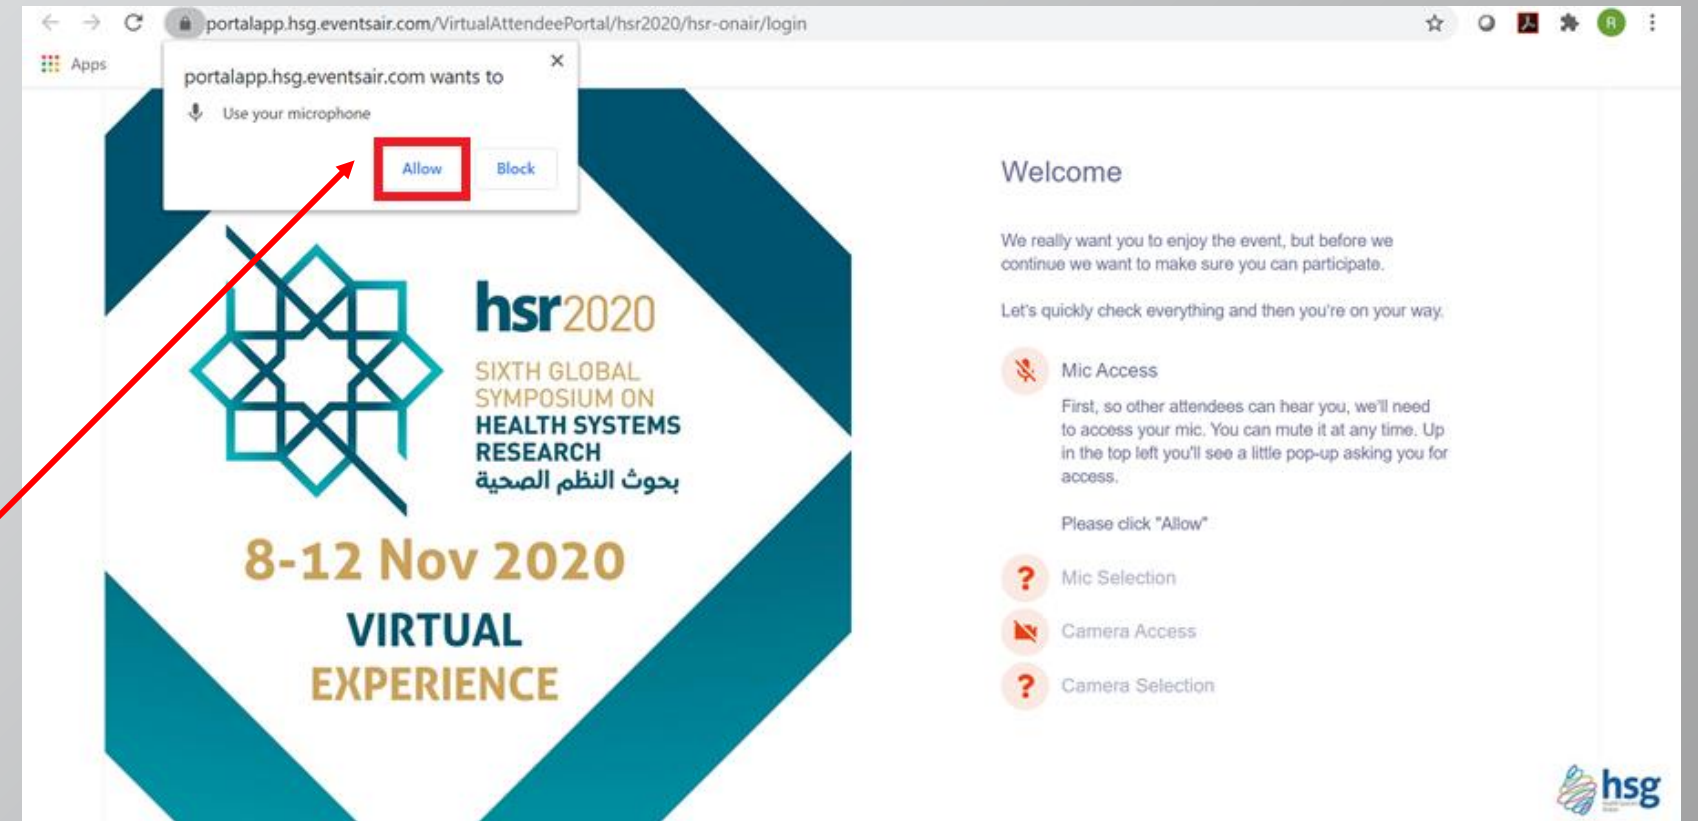 portalapp.hsg.eventsair.com/VirtualAttendeePortal/hsr2020/hsr-onair/login
R
Apps
portalapp.hsg.eventsair.com wants to
Use your microphone
Allow
Block
hsr2020
SIXTH GLOBAL
SYMPOSIUM ON
HEALTH SYSTEMS
RESEARCH
بحوث النظم الصحية
8-12 Nov 2020
VIRTUAL
EXPERIENCE
Welcome
We really want you to enjoy the event, but before we
continue we want to make sure you can participate.
Let's quickly check everything and then you're on your way.
Mic Access
First, so other attendees can hear you, we'll need
to access your mic. You can mute it at any time. Up
in the top left you'll see a little pop-up asking you for
access.
Please click "Allow"
? Mic Selection
Camera Access
? Camera Selection
hsg